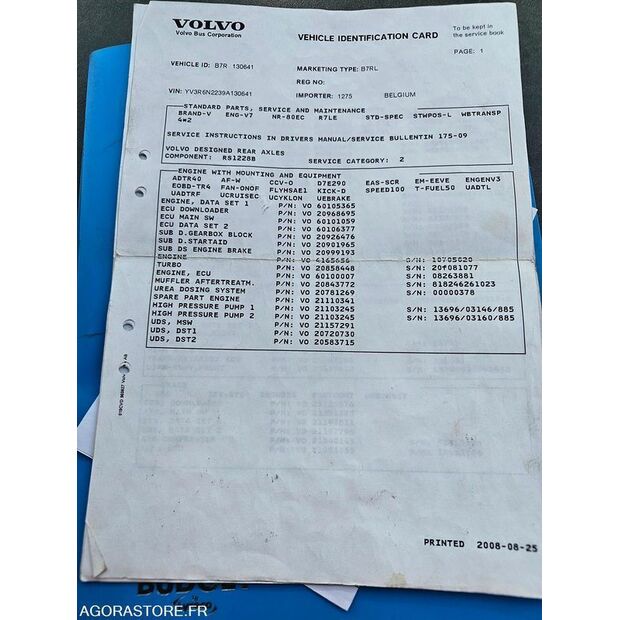 VOLVO
Volvo Bus Corporation
VEHICLE IDENTIFICATION CARD
To be kept in
the service book
PAGE: 1
VEHICLE ID: B7R 130641
MARKETING TYPE: B7RL
REG NO:
VIN: YV3R6N2239A130641
IMPORTER: 1275 BELGIUM
STANDARD PARTS, SERVICE AND MAINTENANCE
BRAND-V ENG-V7 NR-80EC R7LE STD-SPEC STWPOS-L WBTRANSP
4*2
SERVICE INSTRUCTIONS IN DRIVERS MANUAL/SERVICE BULLENTIN 175-09
VOLVO DESIGNED REAR AXLES
COMPONENT: RS1228B SERVICE CATEGORY: 2
ENGINE WITH MOUNTING AND EQUIPMENT
ADTR40 AF-W CCV-O D7E290 EAS-SCR EM-EEVE ENGENV3
EOBD-TR4 FAN-ONOF FLYHSAE1 KICK-D SPEED100 T-FUEL50 UADTL
UADTRF UCRUISEC UCYKLON UEBRAKE
ENGINE, DATA SET 1 P/N: VO 60105365
ECU DOWNLOADER P/N: VO 20968695
ECU MAIN SW P/N: VO 60101059
ECU DATA SET 2 P/N: VO 60106377
SUB D.GEARBOX BLOCK P/N: VO 20926476
SUB D.STARTAID P/N: VO 20901965
SUB DS ENGINE BRAKE P/N: VO 20999193
ENGINE P/N: VO 4165656 S/N: 10705020
TURBO P/N: VO 20858448 S/N: 20f081077
ENGINE, ECU P/N: VO 60100007 S/N: 08263881
MUFFLER AFTERTREATM. P/N: VO 20843772 S/N: 818246261023
UREA DOSING SYSTEM P/N: VO 20781269 S/N: 00000378
SPARE PART ENGINE P/N: VO 21110341
HIGH PRESSURE PUMP 1 P/N: VO 21103245 S/N: 13696/03146/885
HIGH PRESSURE PUMP 2 P/N: VO 21103245 S/N: 13696/03160/885
UDS, MSW P/N: VO 21157291
UDS, DST1 P/N: VO 20720730
UDS, DST2 P/N: VO 20583715
PRINTED 2008-08-25
AGORASTORE.FR